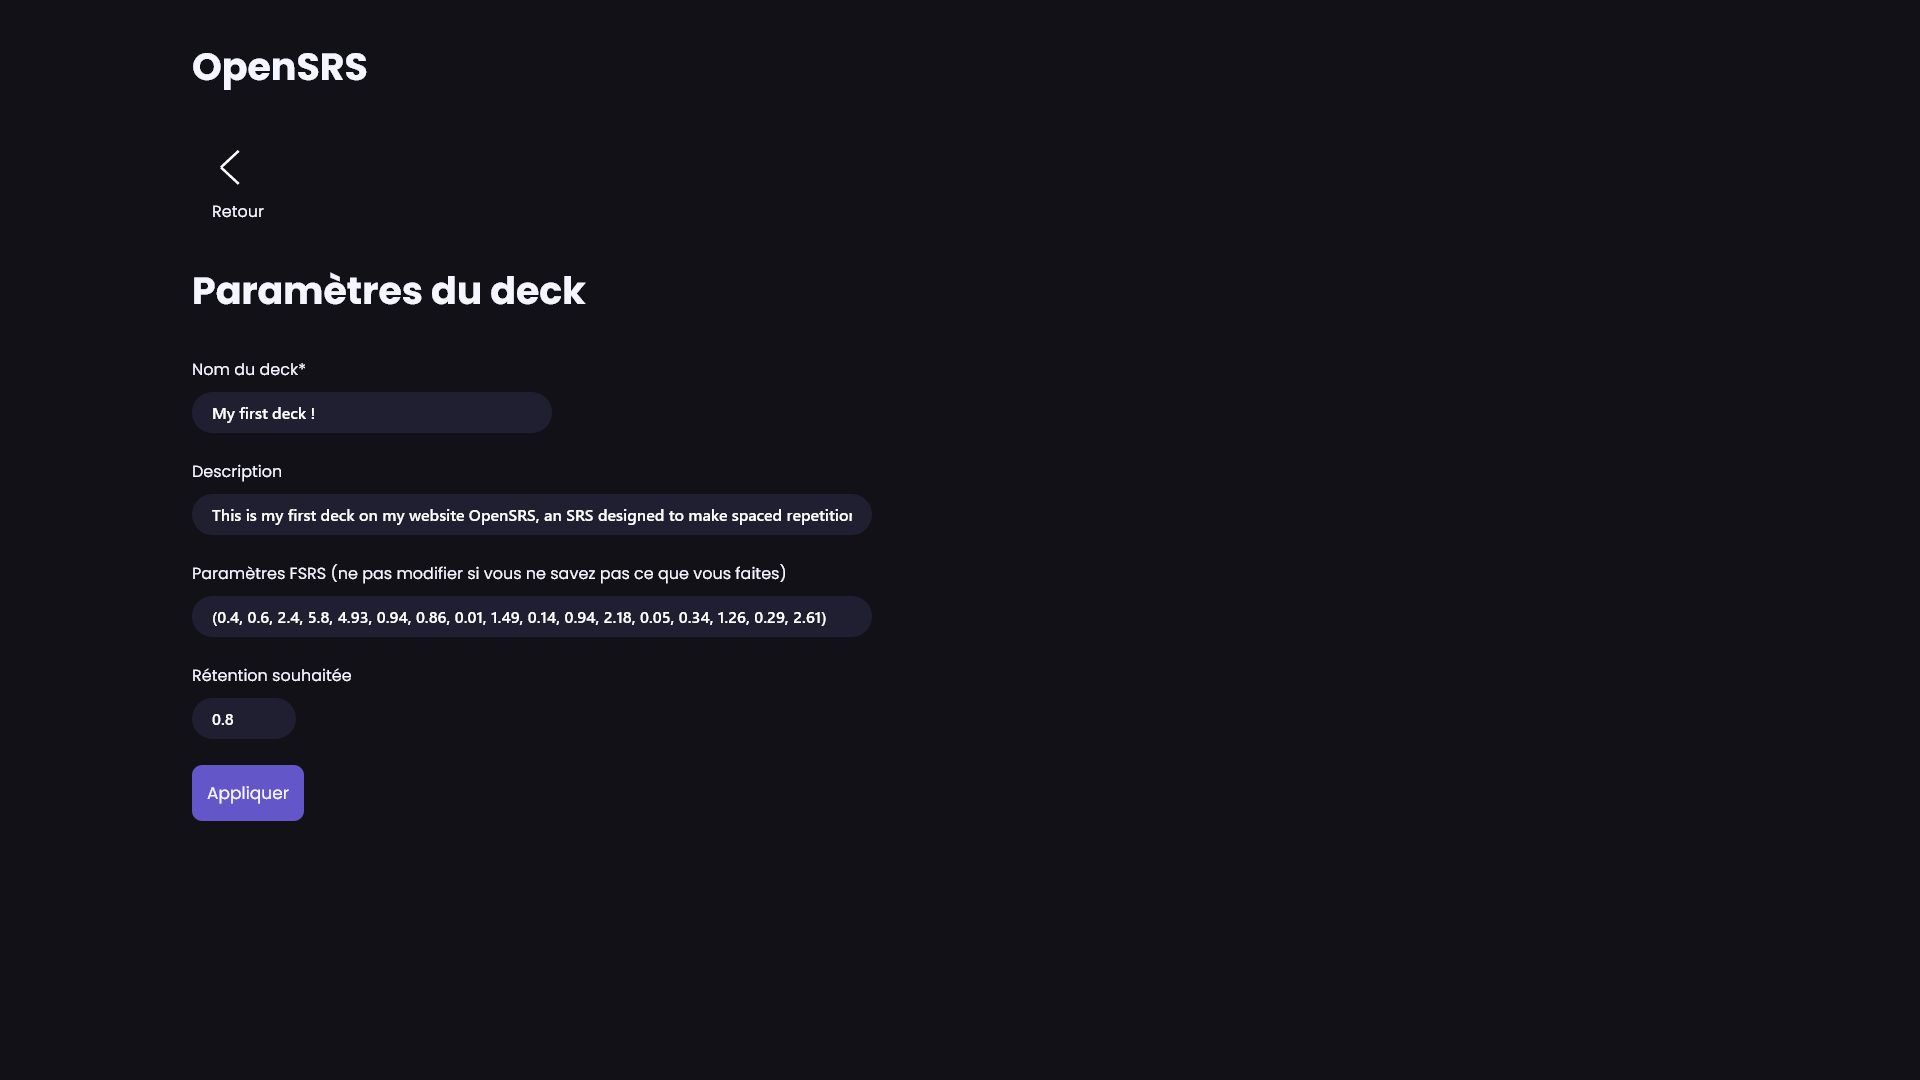 OpenSRS
Retour
Paramètres du deck
Nom du deck*
My first deck !
Description
This is my first deck on my website OpenSRS, an SRS designed to make spaced
Paramètres FSRS (ne pas modifier si vous ne savez pas ce que vous faites)
(0.4, 0.6, 2.4, 5.8, 4.93, 0.94, 0.86, 0.01, 1.49, 0.14, 0.94, 2.18, 0.05, 0.34, 1.26, 0.29, 2.61)
Rétention souhaitée
0.8
Appliquer